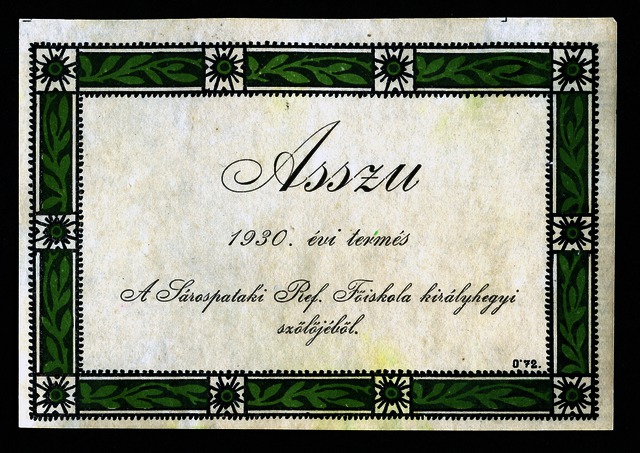 Asszu
1930. évi termés
A Sárospataki Ref. Főiskola királyhegyi
szőlőjéből.
0'72.